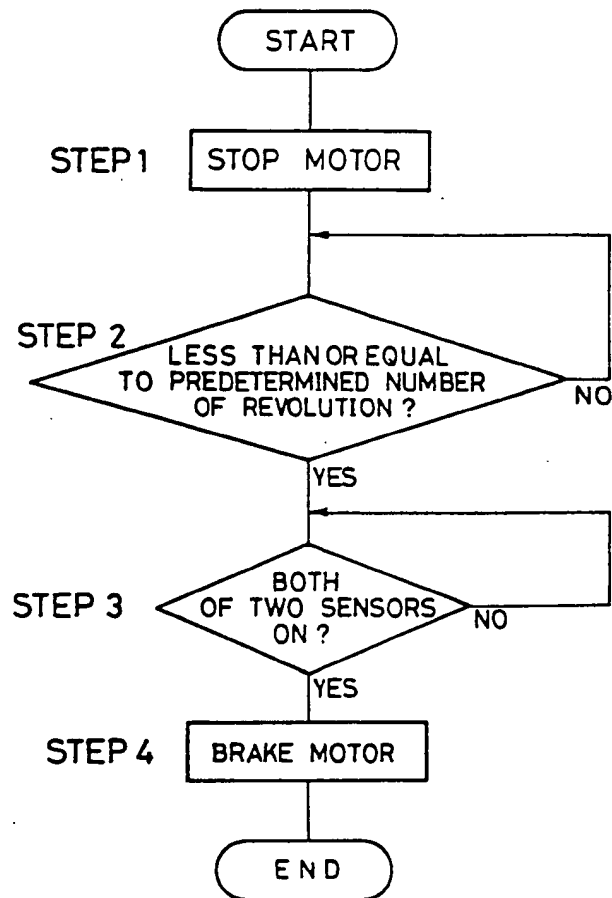 START
STEP 1
STOP MOTOR
STEP 2
LESS THAN OR EQUAL
TO PREDETERMINED NUMBER
OF REVOLUTION ?
NO
YES
STEP 3
BOTH
OF TWO SENSORS
ON ?
NO
YES
STEP 4
BRAKE MOTOR
END